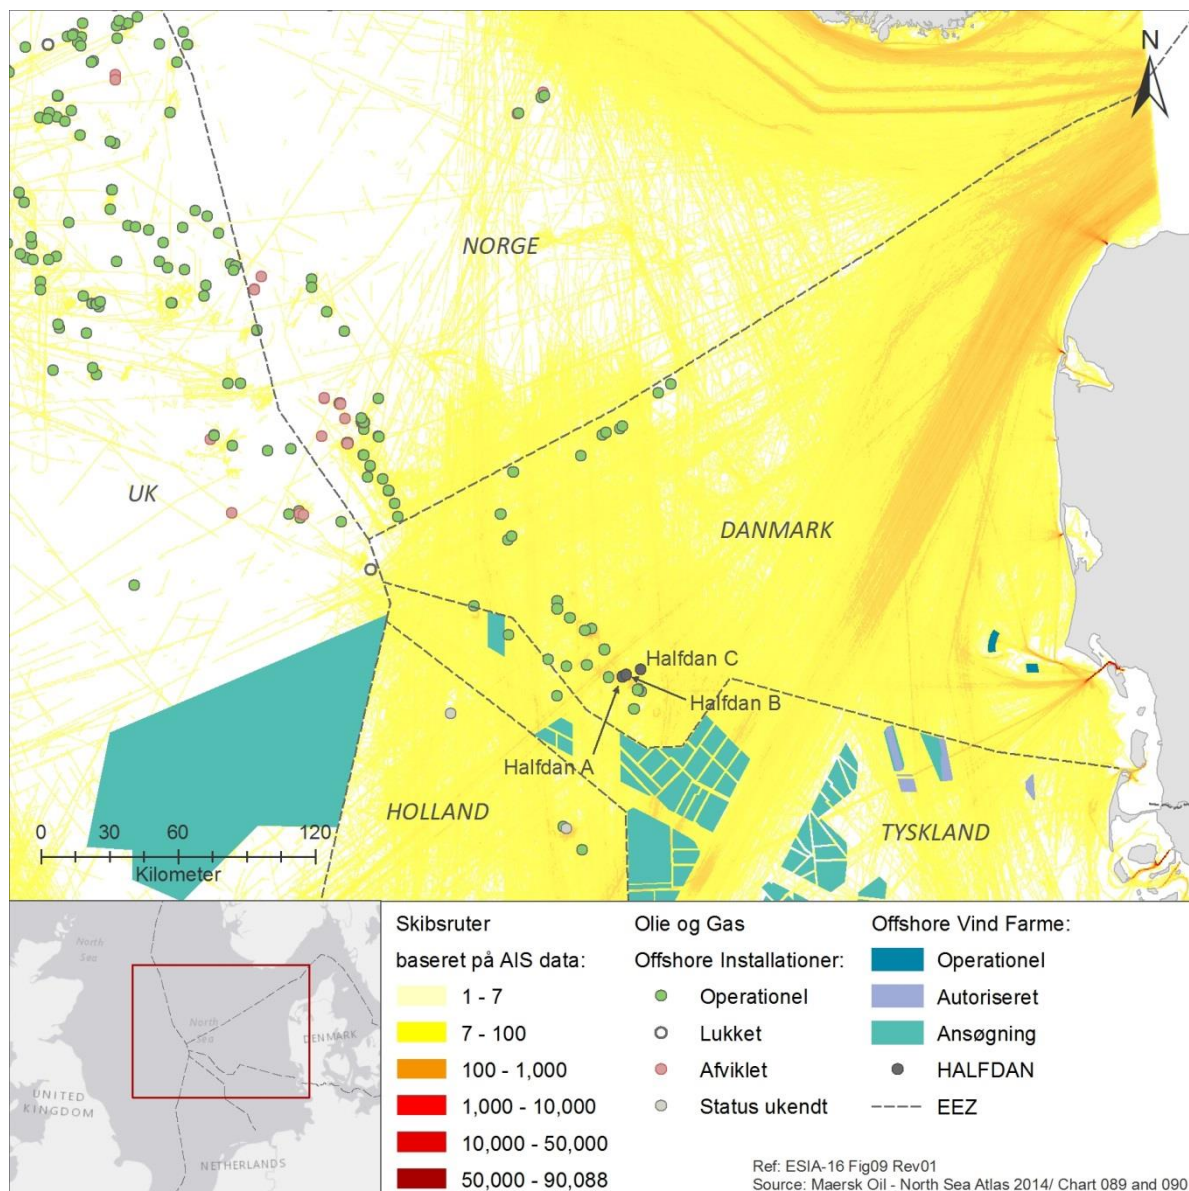 N
NORGE
UK
DANMARK
Halfdan C
Halfdan B
Halfdan A
HOLLAND
TYSKLAND
0 30 60 120
Kilometer
North
Sea
North
Sea
DENMARK
UNITED
KINGDOM
NETHERLANDS
Skibsruter
baseret på AIS data:
1 - 7
7 - 100
100 - 1,000
1,000 - 10,000
10,000 - 50,000
50,000 - 90,088
Olie og Gas
Offshore Installationer:
Operationel
Lukket
Afviklet
Status ukendt
Offshore Vind Farme:
Operationel
Autoriseret
Ansøgning
HALFDAN
EEZ
Ref: ESIA-16 Fig09 Rev01
Source: Maersk Oil - North Sea Atlas 2014/ Chart 089 and 090